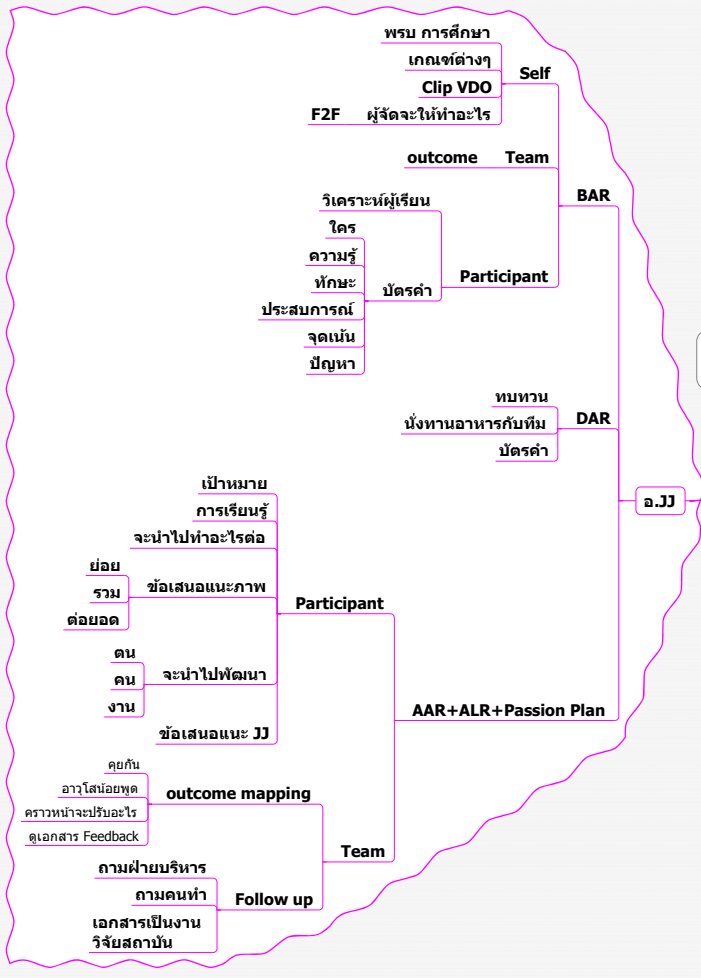 พรบ การศึกษา
เกณฑ์ต่างๆ
Self
Clip VDO
F2F ผู้จัดจะให้ทำอะไร
outcome Team
BAR
วิเคราะห์ผู้เรียน
ใคร
ความรู้
Participant
ทักษะ
บัตรคำ
ประสบการณ์
จุดเน้น
ปัญหา
ทบทวน
นั่งทานอาหารกับทีม
DAR
บัตรคำ
อ.JJ
เป้าหมาย
การเรียนรู้
จะนำไปทำอะไรต่อ
ย่อย
ข้อเสนอแนะภาพ
รวม
ต่อยอด
Participant
ตน
จะนำไปพัฒนา
คน
งาน
ข้อเสนอแนะ JJ
AAR+ALR+Passion Plan
คุยกัน
outcome mapping
อาวุโสน้อยพูด
คราวหน้าจะปรับอะไร
ดูเอกสาร Feedback
Team
ถามฝ่ายบริหาร
ถามคนทำ
Follow up
เอกสารเป็นงาน
วิจัยสถาบัน